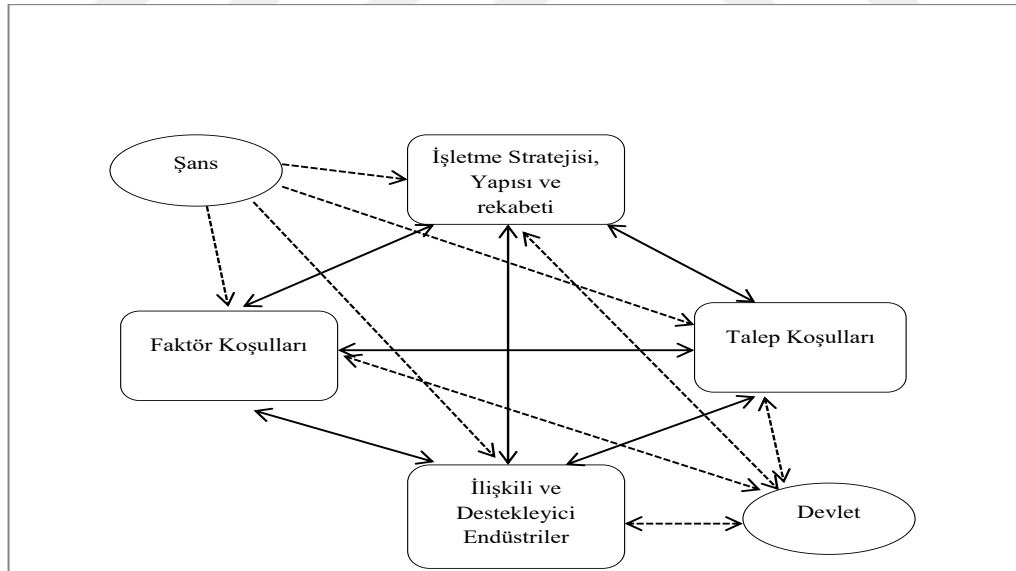 Şans
İşletme Stratejisi,
Yapısı ve
rekabeti
Faktör Koşulları
Talep Koşulları
İlişkili ve
Destekleyici
Endüstriler
Devlet